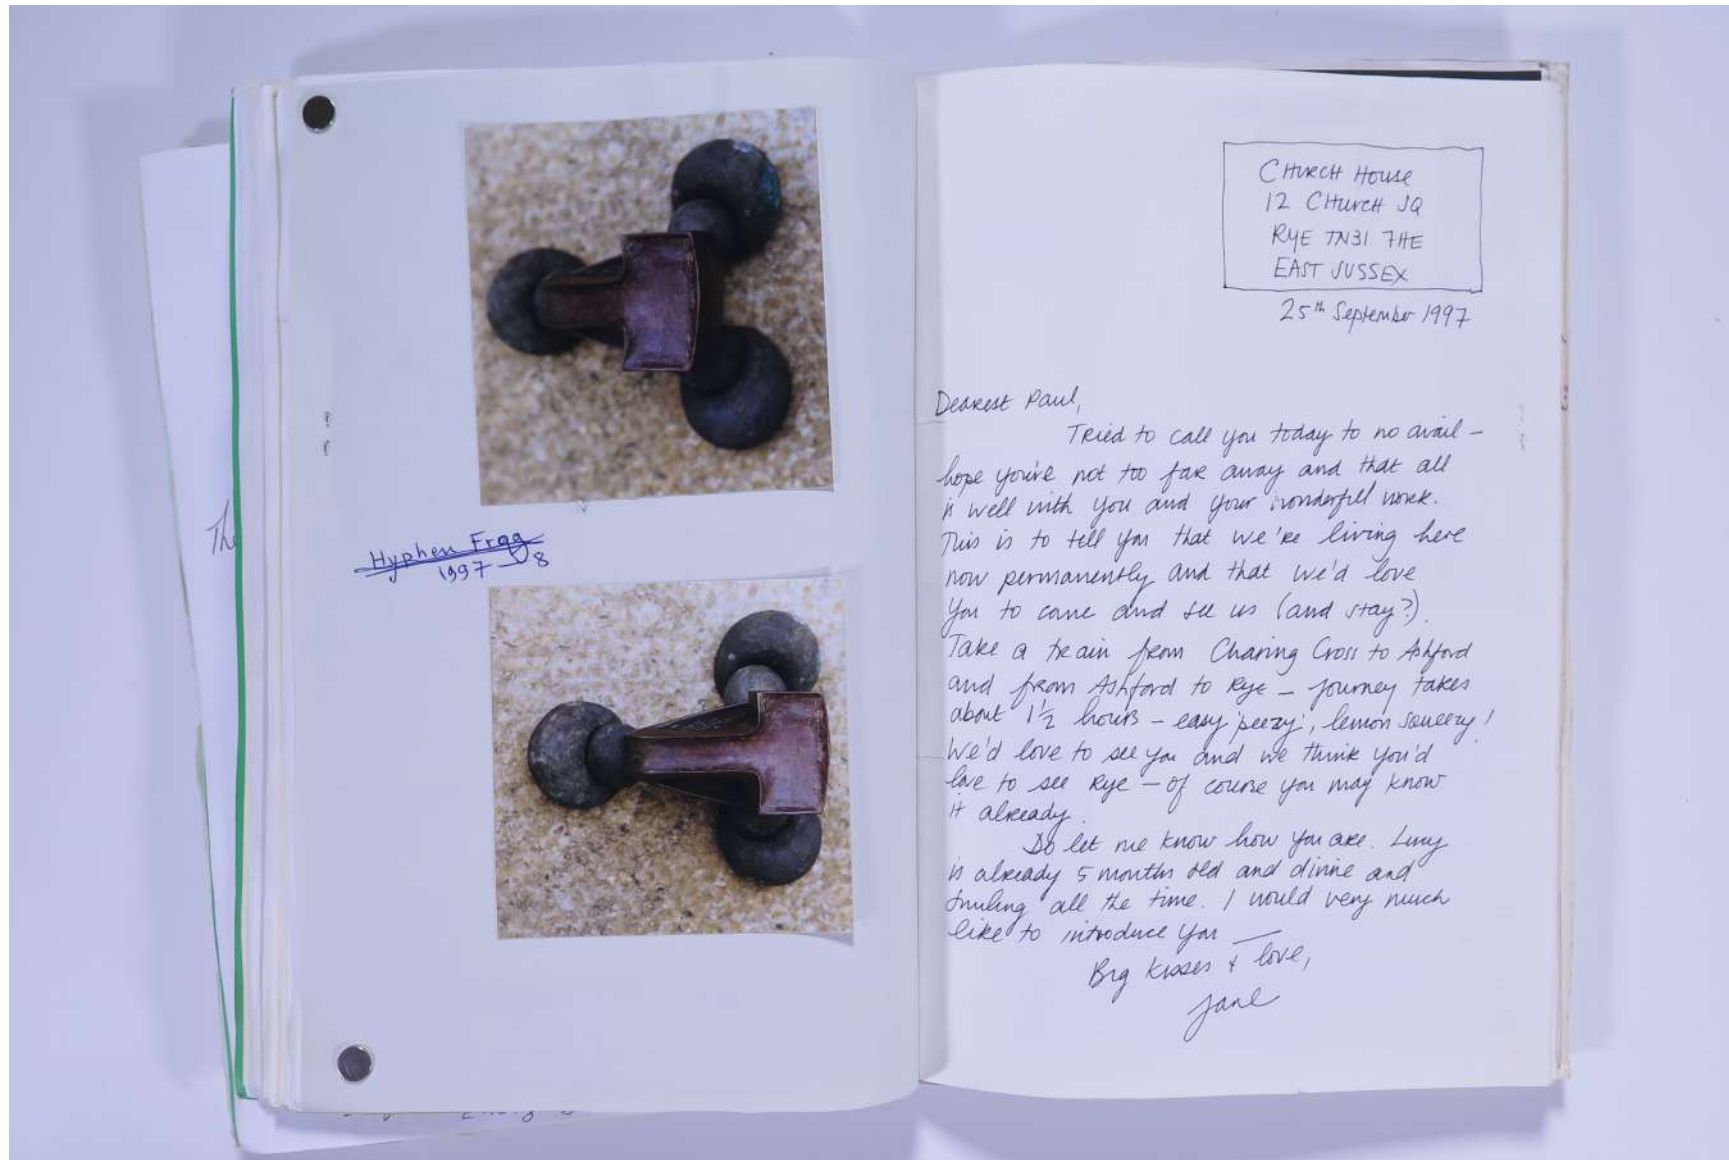 Hyphen Frog
1997-8
CHURCH HOUSE
12 CHURCH SQ
RYE TN31 7HE
EAST SUSSEX
25th September 1997
Dearest Paul,
Tried to call you today to no avail –
hope you're not too far away and that all
is well with you and your wonderful work.
This is to tell you that we're living here
now permanently and that we'd love
you to come and see us (and stay?).
Take a train from Charing Cross to Ashford
and from Ashford to Rye – journey takes
about 1½ hours – easy peezy, lemon squeezy!
We'd love to see you and we think you'd
love to see Rye – of course you may know
it already.
Do let me know how you are. Lucy
is already 5 months old and divine and
smiling all the time. I would very much
like to introduce you —
Big kisses + love,
Jane
Th